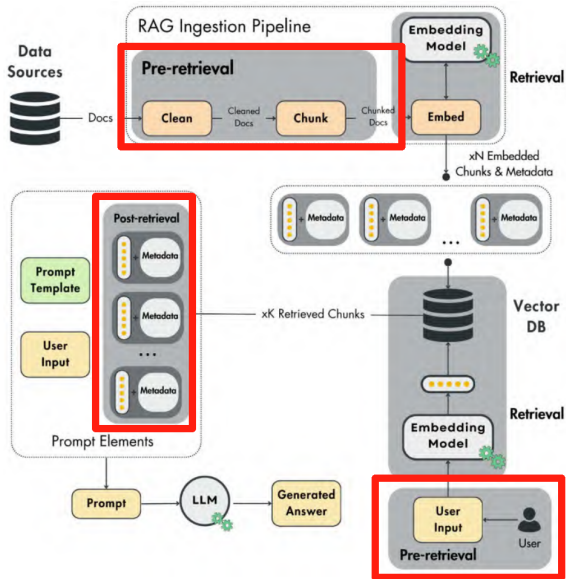 RAG Ingestion Pipeline
Data
Sources
Docs
Pre-retrieval
Clean
Cleaned
Docs
Chunk
Chunked
Docs
Embedding
Model
Retrieval
Embed
xN Embedded
Chunks & Metadata
+ Metadata
+ Metadata
...
+ Metadata
Post-retrieval
+ Metadata
+ Metadata
...
+ Metadata
Prompt
Template
User
Input
Prompt Elements
xK Retrieved Chunks
Vector
DB
Embedding
Model
Retrieval
User
Input
User
Pre-retrieval
Prompt
LLM
Generated
Answer